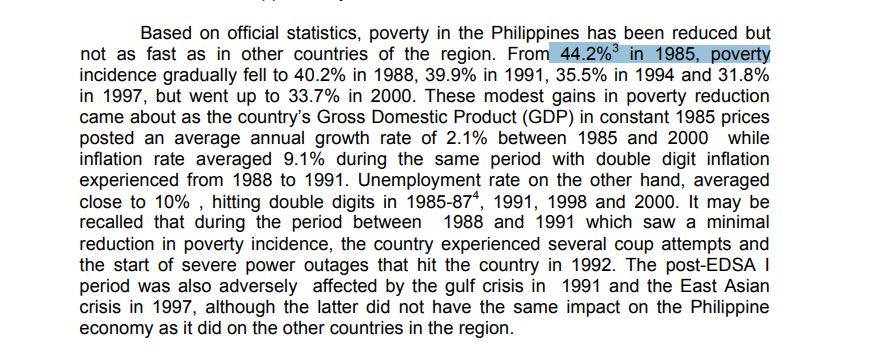 Based on official statistics, poverty in the Philippines has been reduced but
not as fast as in other countries of the region. From 44.2%³ in 1985, poverty
incidence gradually fell to 40.2% in 1988, 39.9% in 1991, 35.5% in 1994 and 31.8%
in 1997, but went up to 33.7% in 2000. These modest gains in poverty reduction
came about as the country's Gross Domestic Product (GDP) in constant 1985 prices
posted an average annual growth rate of 2.1% between 1985 and 2000 while
inflation rate averaged 9.1% during the same period with double digit inflation
experienced from 1988 to 1991. Unemployment rate on the other hand, averaged
close to 10% , hitting double digits in 1985-87⁴, 1991, 1998 and 2000. It may be
recalled that during the period between 1988 and 1991 which saw a minimal
reduction in poverty incidence, the country experienced several coup attempts and
the start of severe power outages that hit the country in 1992. The post-EDSA I
period was also adversely affected by the gulf crisis in 1991 and the East Asian
crisis in 1997, although the latter did not have the same impact on the Philippine
economy as it did on the other countries in the region.